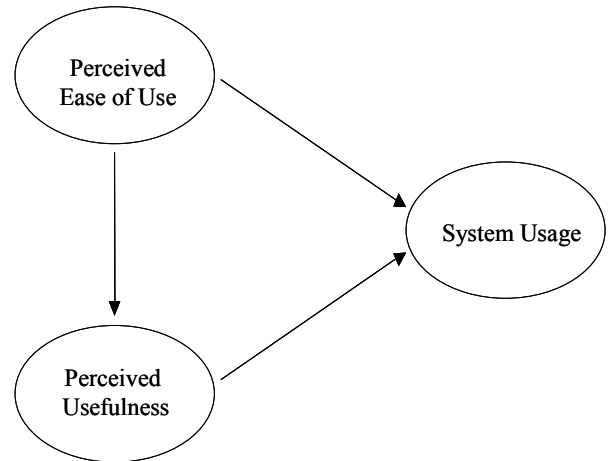 Perceived
Ease of Use
System Usage
Perceived
Usefulness